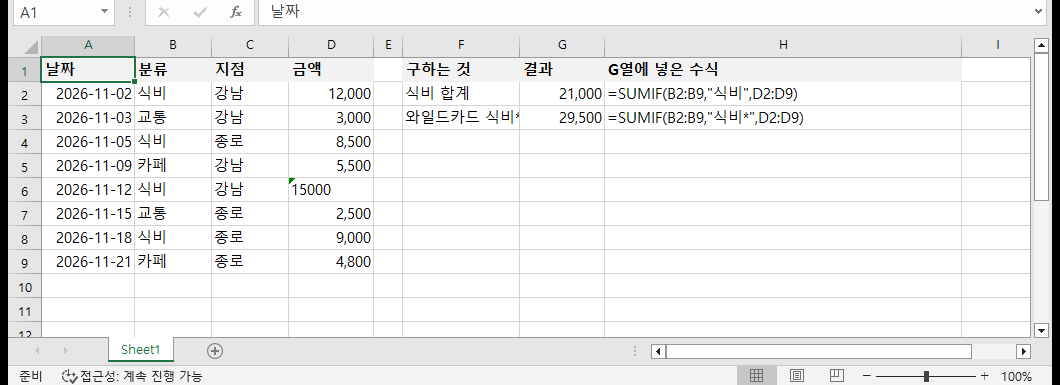 A1 fx 날짜
A B C D E F G H I
1 날짜 분류 지점 금액 구하는 것 결과 G열에 넣은 수식
2 2026-11-02 식비 강남 12,000 식비 합계 21,000 =SUMIF(B2:B9,"식비",D2:D9)
3 2026-11-03 교통 강남 3,000 와일드카드 식비* 29,500 =SUMIF(B2:B9,"식비*",D2:D9)
4 2026-11-05 식비 종로 8,500
5 2026-11-09 카페 강남 5,500
6 2026-11-12 식비 강남 15000
7 2026-11-15 교통 종로 2,500
8 2026-11-18 식비 종로 9,000
9 2026-11-21 카페 종로 4,800
10
11
12
Sheet1
준비 접근성: 계속 진행 가능 100%